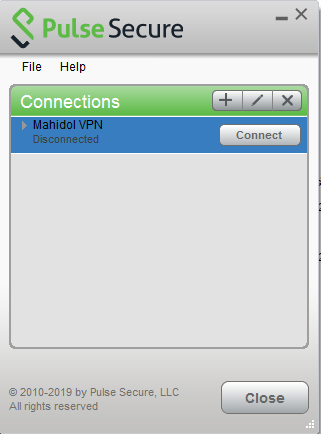 Pulse Secure
File Help
Connections
Mahidol VPN
Disconnected
Connect
© 2010-2019 by Pulse Secure, LLC
All rights reserved
Close